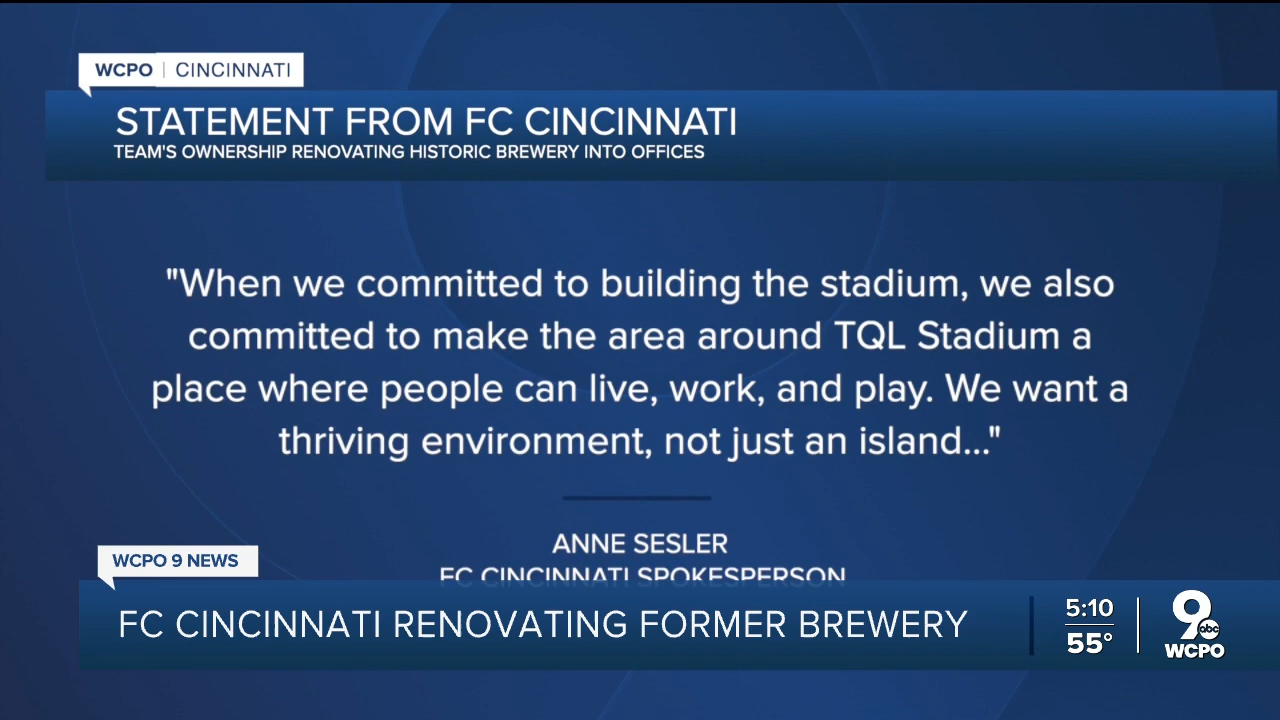 WCPO | CINCINNATI
STATEMENT FROM FC CINCINNATI
TEAM'S OWNERSHIP RENOVATING HISTORIC BREWERY INTO OFFICES
"When we committed to building the stadium, we also
committed to make the area around TQL Stadium a
place where people can live, work, and play. We want a
thriving environment, not just an island..."
ANNE SESLER
FC CINCINNATI SPOKESPERSON
WCPO 9 NEWS
FC CINCINNATI RENOVATING FORMER BREWERY
5:10
55°
9
abc
WCPO